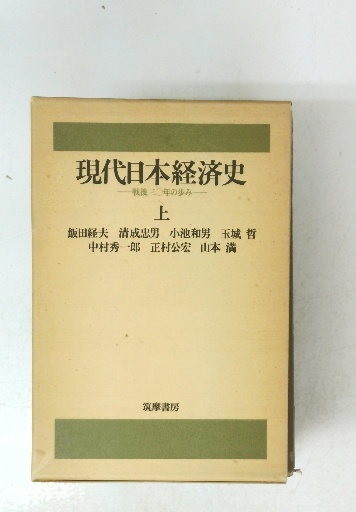 現代日本経済史
——戦後三〇年の歩み——
上
飯田経夫 清成忠男 小池和男 玉城 哲
中村秀一郎 正村公宏 山本 満
筑摩書房